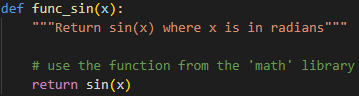 def func_sin(x):
    """Return sin(x) where x is in radians"""
    # use the function from the 'math' library
    return sin(x)